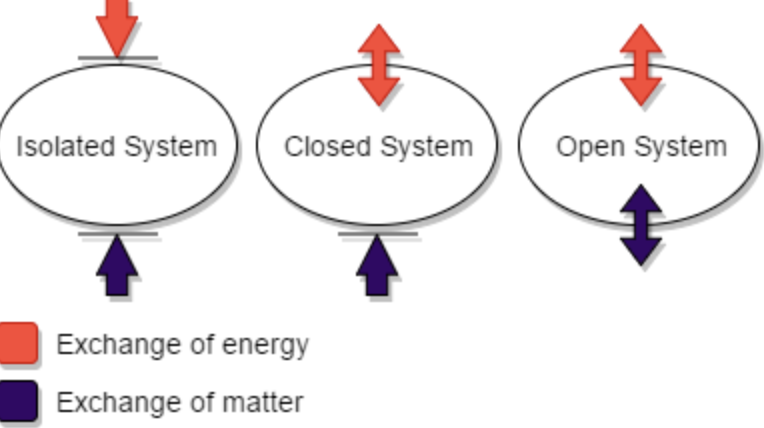 Isolated System
Closed System
Open System
Exchange of energy
Exchange of matter